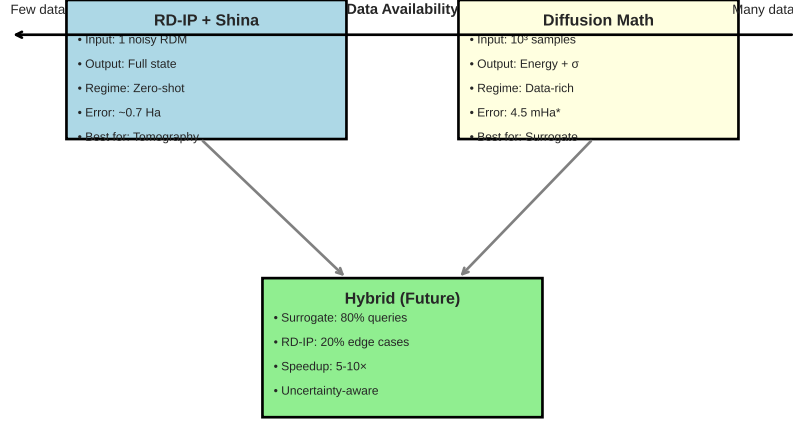 Few data
Data Availability
Many data
RD-IP + Shina
• Input: 1 noisy RDM
• Output: Full state
• Regime: Zero-shot
• Error: ~0.7 Ha
• Best for: Tomography
Diffusion Math
• Input: 10³ samples
• Output: Energy + σ
• Regime: Data-rich
• Error: 4.5 mHa*
• Best for: Surrogate
Hybrid (Future)
• Surrogate: 80% queries
• RD-IP: 20% edge cases
• Speedup: 5-10×
• Uncertainty-aware